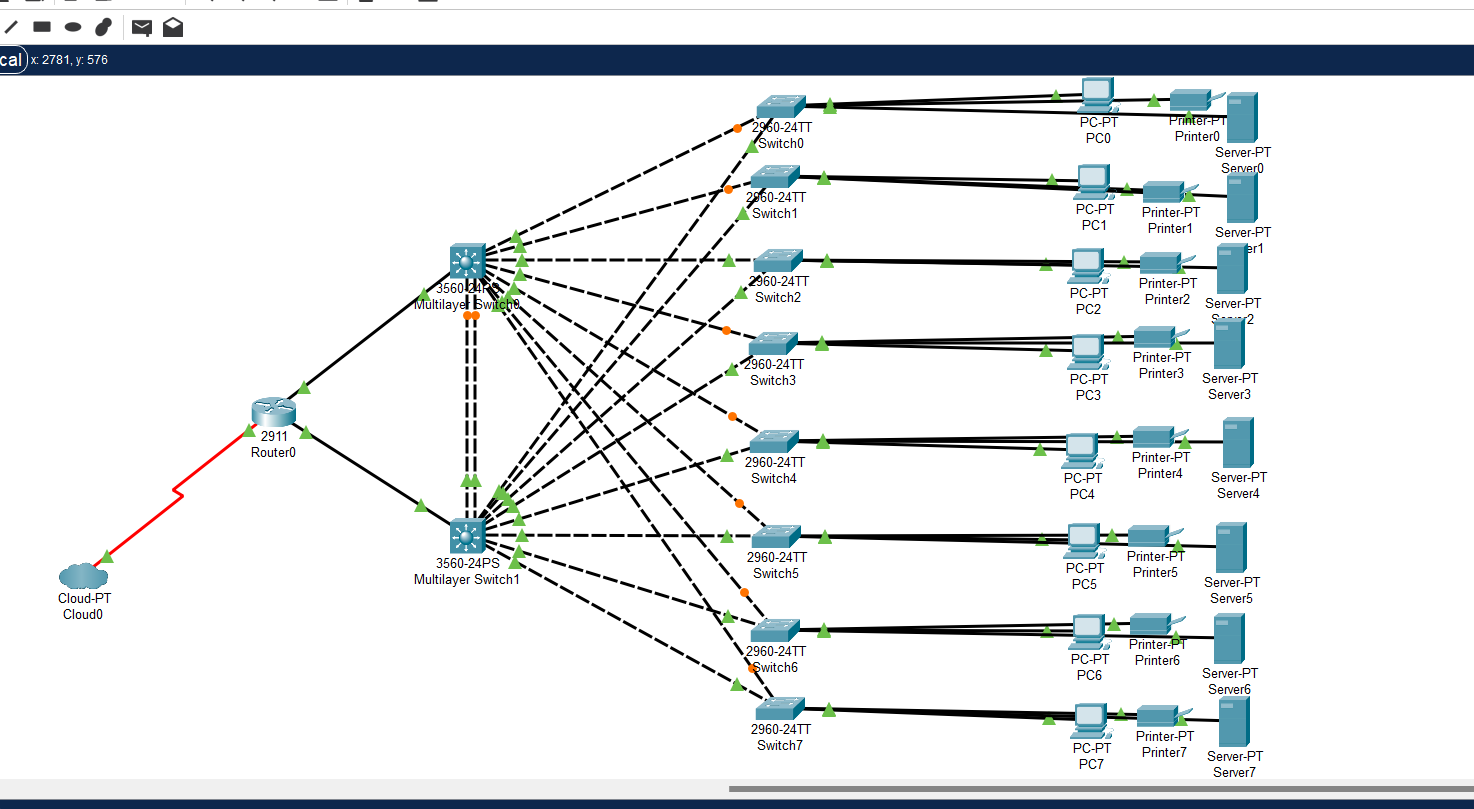 cal x: 2781, y: 576
2960-24TT
Switch0
PC-PT
PC0
Printer-PT
Printer0
Server-PT
Server0
2960-24TT
Switch1
PC-PT
PC1
Printer-PT
Printer1
Server-PT
er1
3560-24PS
Multilayer Switch0
2960-24TT
Switch2
PC-PT
PC2
Printer-PT
Printer2
Server-PT
2
2960-24TT
Switch3
PC-PT
PC3
Printer-PT
Printer3
Server-PT
Server3
2911
Router0
2960-24TT
Switch4
PC-PT
PC4
Printer-PT
Printer4
Server-PT
Server4
3560-24PS
Multilayer Switch1
2960-24TT
Switch5
PC-PT
PC5
Printer-PT
Printer5
Server-PT
Server5
Cloud-PT
Cloud0
2960-24TT
Switch6
PC-PT
PC6
Printer-PT
Printer6
Server-PT
Server6
2960-24TT
Switch7
PC-PT
PC7
Printer-PT
Printer7
Server-PT
Server7